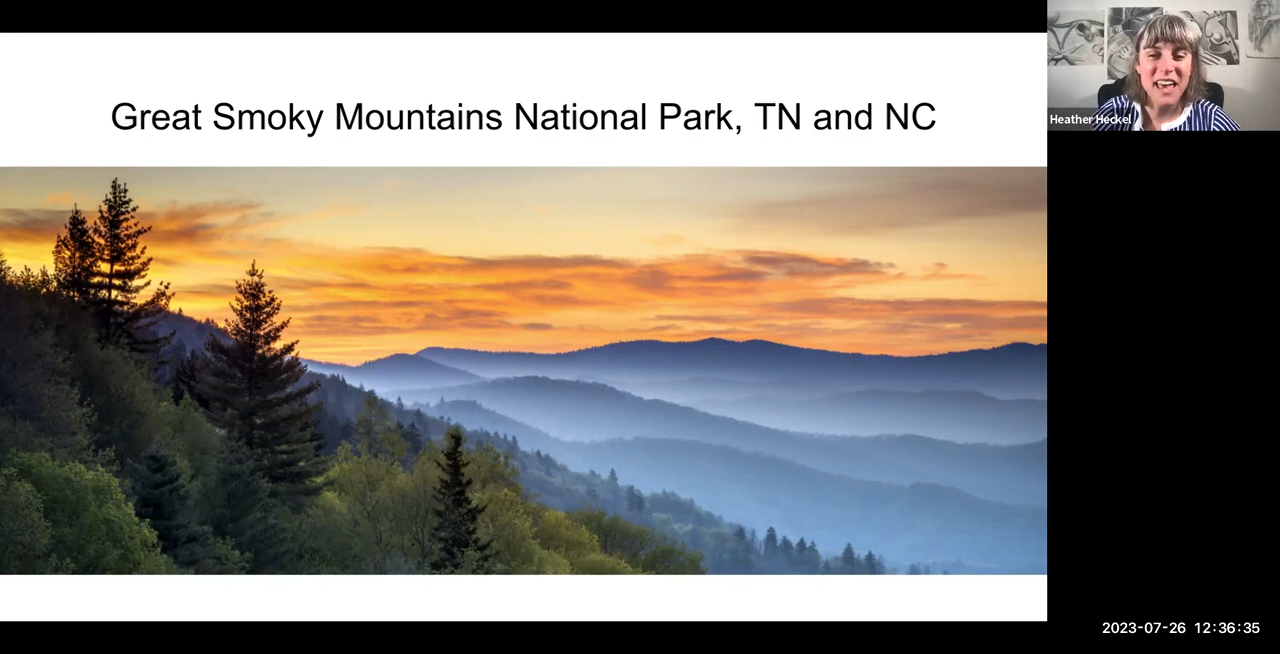 Great Smoky Mountains National Park, TN and NC
Heather Heckel
2023-07-26 12:36:35